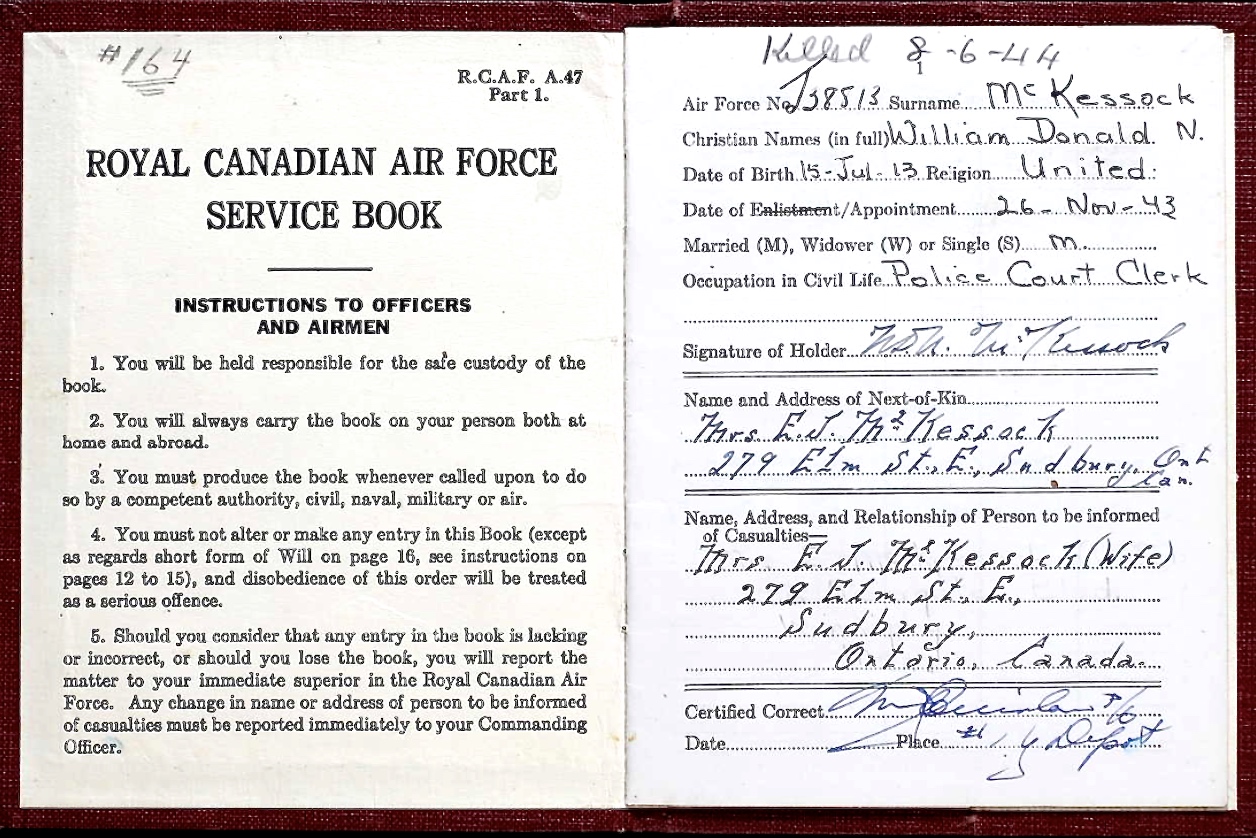 #164
R.C.A.F. A.47
Part 1.
ROYAL CANADIAN AIR FORCE
SERVICE BOOK
INSTRUCTIONS TO OFFICERS
AND AIRMEN
1. You will be held responsible for the safe custody of the
book.
2. You will always carry the book on your person both at
home and abroad.
3. You must produce the book whenever called upon to do
so by a competent authority, civil, naval, military or air.
4. You must not alter or make any entry in this Book (except
as regards short form of Will on page 16, see instructions on
pages 12 to 15), and disobedience of this order will be treated
as a serious offence.
5. Should you consider that any entry in the book is lacking
or incorrect, or should you lose the book, you will report the
matter to your immediate superior in the Royal Canadian Air
Force. Any change in name or address of person to be informed
of casualties must be reported immediately to your Commanding
Officer.
Killed 8-6-44
Air Force No. J38513 Surname McKessock
Christian Names (in full) William Donald N.
Date of Birth 15-Jul-13 Religion United.
Date of Enlistment/Appointment 26-Nov-43
Married (M), Widower (W) or Single (S) M.
Occupation in Civil Life Police Court Clerk
Signature of Holder W.D.N. McKessock
Name and Address of Next-of-Kin
Mrs. E.J. McKessock
279 Elm St., E., Sudbury, Ont
Can.
Name, Address, and Relationship of Person to be informed
of Casualties—
Mrs E.J. McKessock (Wife)
279 Elm St., E.,
Sudbury,
Ontario, Canada.
Certified Correct
Date Place #1 Y Depot